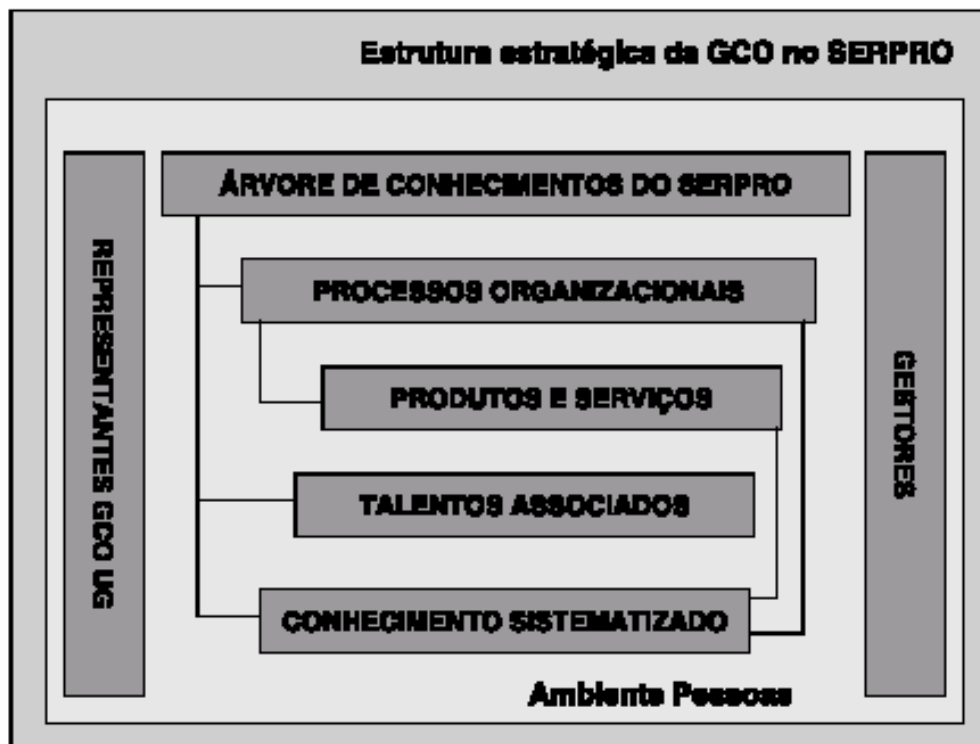 Estrutura estratégica da GCO no SERPRO
ÁRVORE DE CONHECIMENTOS DO SERPRO
REPRESENTANTES GCO UG
PROCESSOS ORGANIZACIONAIS
PRODUTOS E SERVIÇOS
TALENTOS ASSOCIADOS
CONHECIMENTO SISTEMATIZADO
GESTORES
Ambiente Pessoas